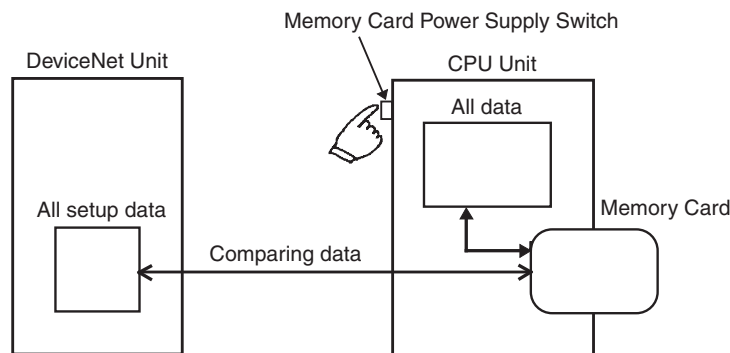 Memory Card Power Supply Switch
DeviceNet Unit
CPU Unit
All data
All setup data
Memory Card
Comparing data